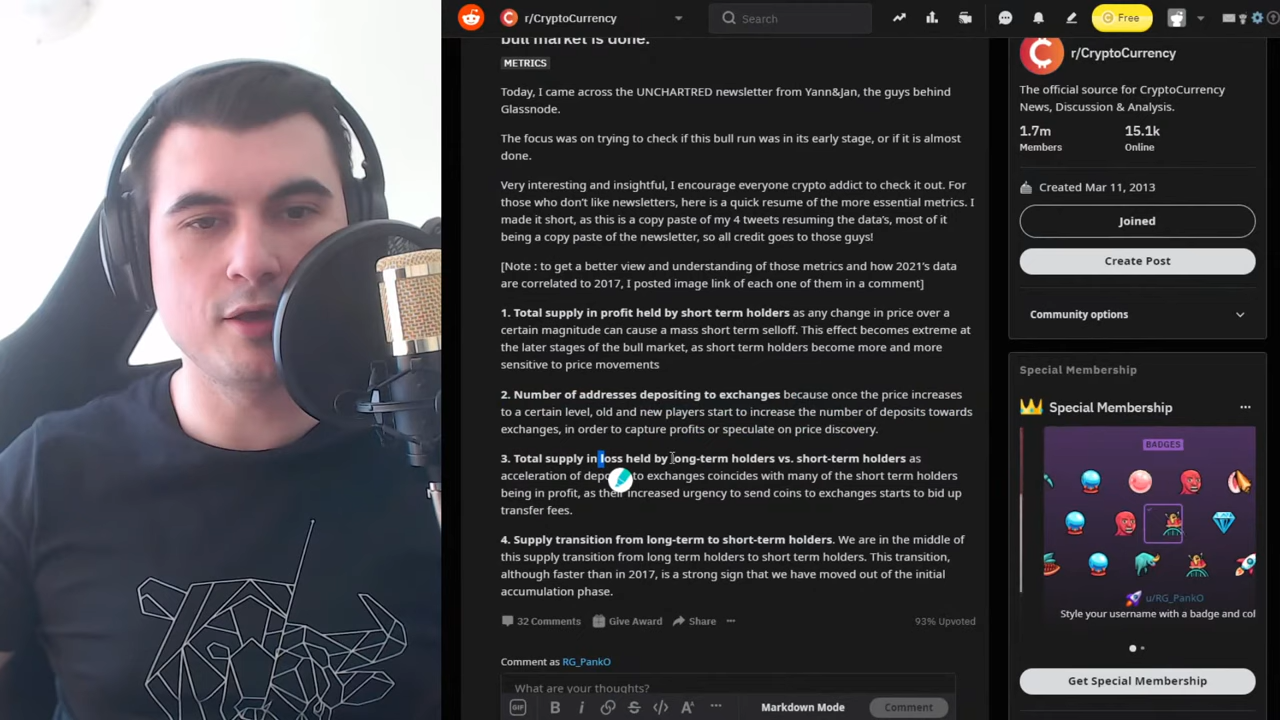 r/CryptoCurrency
Search
Free
bull market is done.
METRICS
Today, I came across the UNCHARTRED newsletter from Yann&Jan, the guys behind
Glassnode.
The focus was on trying to check if this bull run was in its early stage, or if it is almost
done.
Very interesting and insightful, I encourage everyone crypto addict to check it out. For
those who don't like newsletters, here is a quick resume of the more essential metrics. I
made it short, as this is a copy paste of my 4 tweets resuming the data's, most of it
being a copy paste of the newsletter, so all credit goes to those guys!
[Note : to get a better view and understanding of those metrics and how 2021's data
are correlated to 2017, I posted image link of each one of them in a comment]
1. Total supply in profit held by short term holders as any change in price over a
certain magnitude can cause a mass short term selloff. This effect becomes extreme at
the later stages of the bull market, as short term holders become more and more
sensitive to price movements
2. Number of addresses depositing to exchanges because once the price increases
to a certain level, old and new players start to increase the number of deposits towards
exchanges, in order to capture profits or speculate on price discovery.
3. Total supply in loss held by long-term holders vs. short-term holders as
acceleration of to exchanges coincides with many of the short term holders
being in profit, as their increased urgency to send coins to exchanges starts to bid up
transfer fees.
4. Supply transition from long-term to short-term holders. We are in the middle of
this supply transition from long term holders to short term holders. This transition,
although faster than in 2017, is a strong sign that we have moved out of the initial
accumulation phase.
32 Comments
Give Award
Share
93% Upvoted
Comment as RG_PankO
What are your thoughts?
GIF
Markdown Mode
Comment
r/CryptoCurrency
The official source for CryptoCurrency
News, Discussion & Analysis.
1.7m 15.1k
Members Online
Created Mar 11, 2013
Joined
Create Post
Community options
Special Membership
Special Membership
BADGES
u/RG_PankO
Style your username with a badge and col
Get Special Membership